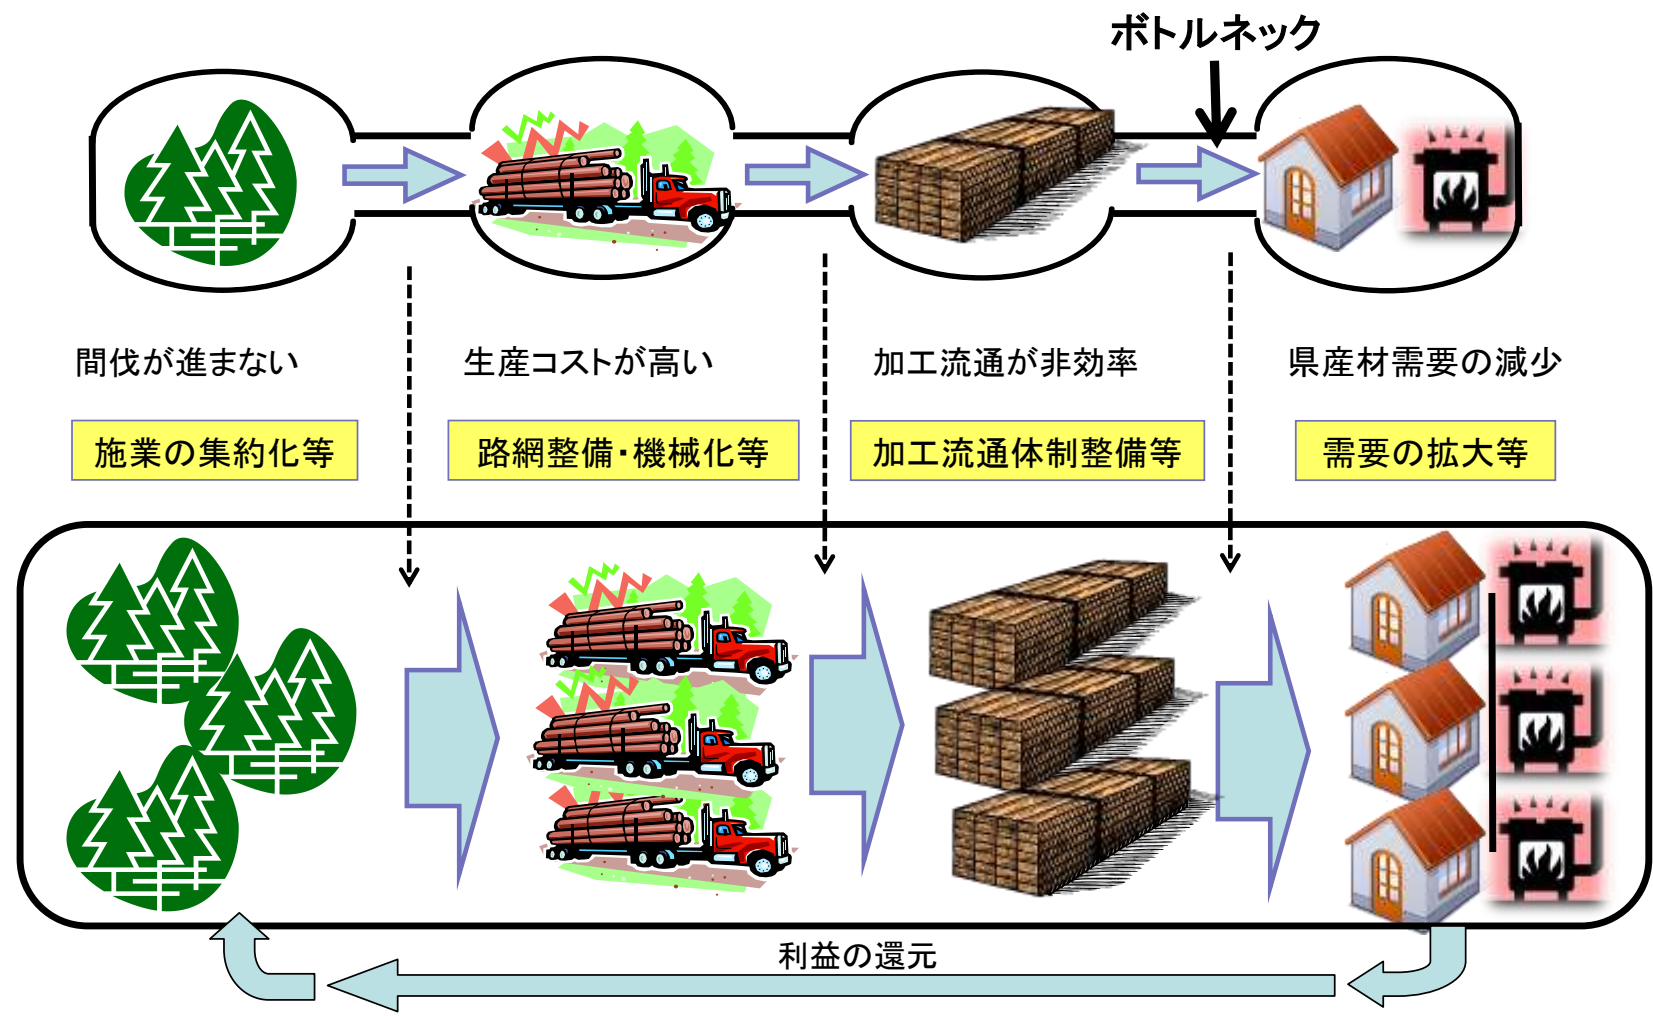 ボトルネック
間伐が進まない
生産コストが高い
加工流通が非効率
県産材需要の減少
施業の集約化等
路網整備・機械化等
加工流通体制整備等
需要の拡大等
利益の還元